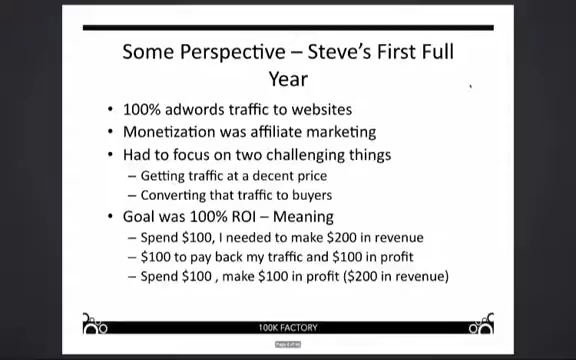 Some Perspective – Steve's First Full
Year
• 100% adwords traffic to websites
• Monetization was affiliate marketing
• Had to focus on two challenging things
– Getting traffic at a decent price
– Converting that traffic to buyers
• Goal was 100% ROI – Meaning
– Spend $100, I needed to make $200 in revenue
– $100 to pay back my traffic and $100 in profit
– Spend $100 , make $100 in profit ($200 in revenue)
100K FACTORY